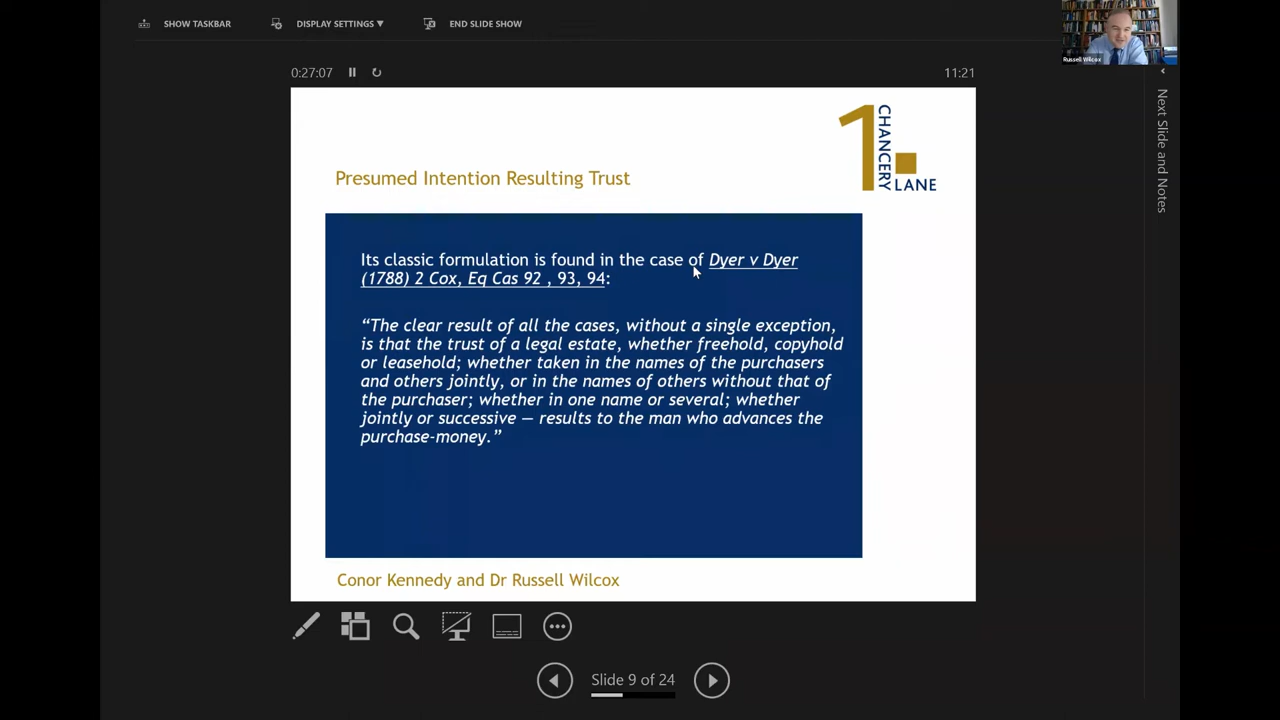 SHOW TASKBAR
DISPLAY SETTINGS ▼
END SLIDE SHOW
Russell Wilcox
0:27:07
11:21
Next Slide and Notes
1
CHANCERY
LANE
Presumed Intention Resulting Trust
Its classic formulation is found in the case of Dyer v Dyer
(1788) 2 Cox, Eq Cas 92 , 93, 94:
“The clear result of all the cases, without a single exception,
is that the trust of a legal estate, whether freehold, copyhold
or leasehold; whether taken in the names of the purchasers
and others jointly, or in the names of others without that of
the purchaser; whether in one name or several; whether
jointly or successive — results to the man who advances the
purchase-money.”
Conor Kennedy and Dr Russell Wilcox
Slide 9 of 24